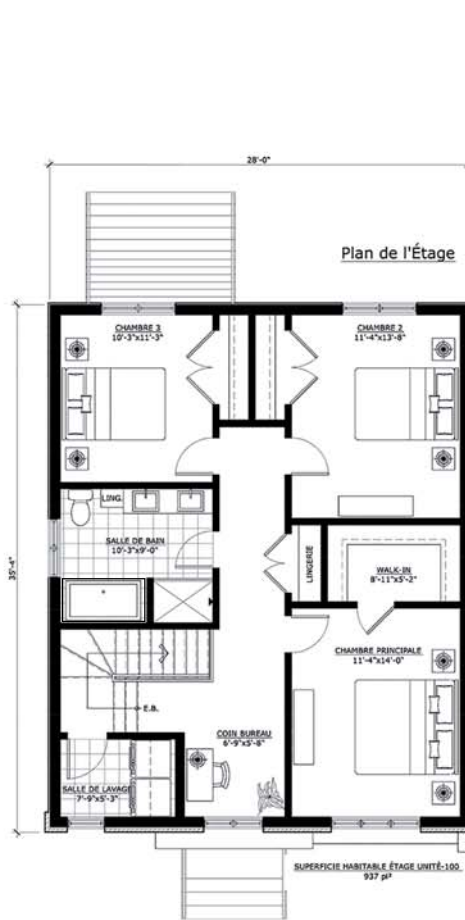 28'-0"
Plan de l'Étage
CHAMBRE 3
10'-3"x11'-3"
CHAMBRE 2
11'-4"x13'-8"
LING.
SALLE DE BAIN
10'-3"x9'-0"
LINGERIE
WALK-IN
8'-11"x5'-2"
35'-4"
CHAMBRE PRINCIPALE
11'-4"x14'-0"
E.B.
COIN BUREAU
6'-9"x5'-8"
SALLE DE LAVAGE
7'-9"x5'-3"
SUPERFICIE HABITABLE ÉTAGE UNITÉ-100
937 pi²